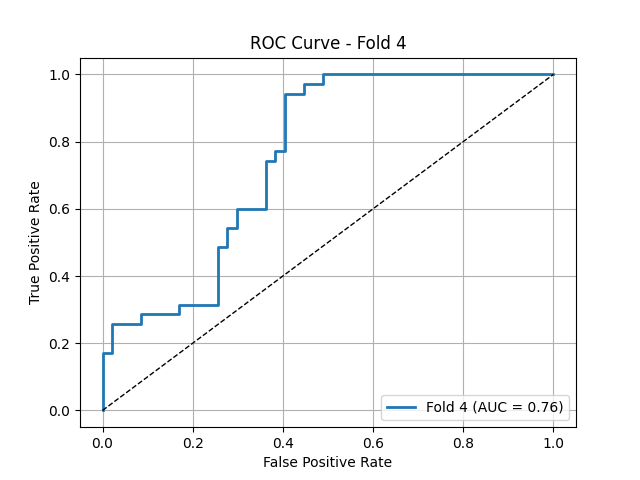 ROC Curve - Fold 4
True Positive Rate
1.0
0.8
0.6
0.4
0.2
0.0
Fold 4 (AUC = 0.76)
0.0 0.2 0.4 0.6 0.8 1.0
False Positive Rate